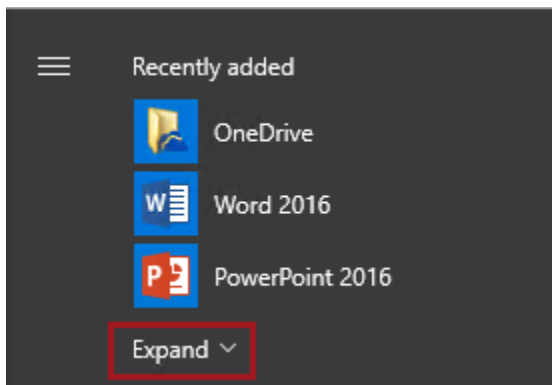 Recently added
OneDrive
Word 2016
PowerPoint 2016
Expand